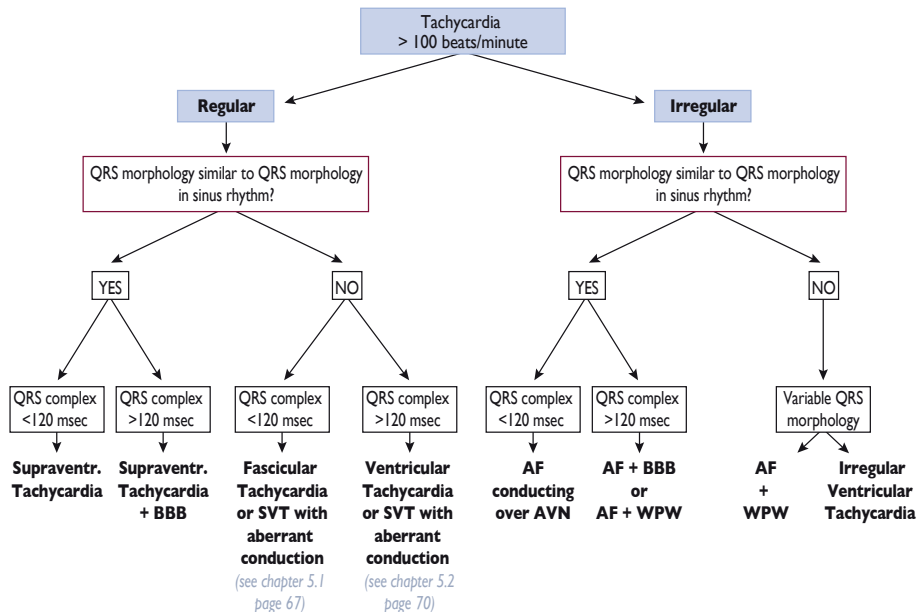 Tachycardia
> 100 beats/minute
Regular
Irregular
QRS morphology similar to QRS morphology
in sinus rhythm?
QRS morphology similar to QRS morphology
in sinus rhythm?
YES
NO
YES
NO
QRS complex
<120 msec
QRS complex
>120 msec
QRS complex
<120 msec
QRS complex
>120 msec
QRS complex
<120 msec
QRS complex
>120 msec
Variable QRS
morphology
Supraventr.
Tachycardia
Supraventr.
Tachycardia
+ BBB
Fascicular
Tachycardia
or SVT with
aberrant
conduction
(see chapter 5.1
page 67)
Ventricular
Tachycardia
or SVT with
aberrant
conduction
(see chapter 5.2
page 70)
AF
conducting
over AVN
AF + BBB
or
AF + WPW
AF
+
WPW
Irregular
Ventricular
Tachycardia